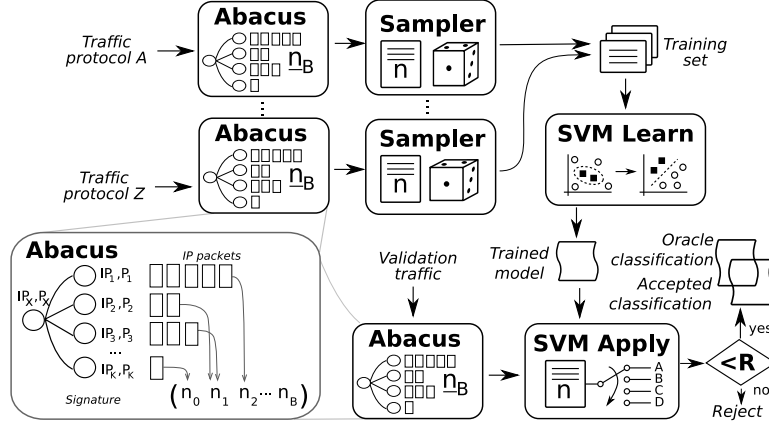 Abacus
Traffic
protocol A
n_B
Sampler
n
Training
set
Abacus
Traffic
protocol Z
n_B
Sampler
n
SVM Learn
Abacus
IP packets
IP_X,P_X
IP_1,P_1
IP_2,P_2
IP_3,P_3
...
IP_K,P_K
Signature
(n_0 n_1 n_2 ... n_B)
Validation
traffic
Trained
model
Oracle
classification
Accepted
classification
Abacus
n_B
SVM Apply
n
A
B
C
D
<R
yes
no
Reject